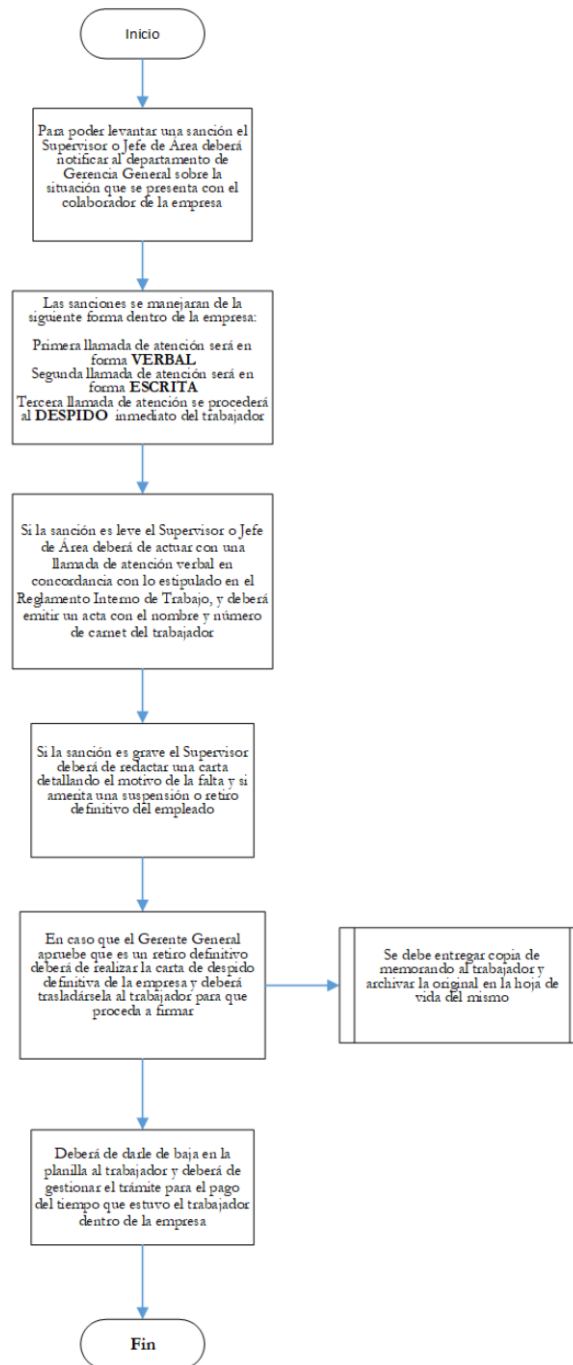 Inicio
Para poder levantar una sanción el
Supervisor o Jefe de Área deberá
notificar al departamento de
Gerencia General sobre la
situación que se presenta con el
colaborador de la empresa
Las sanciones se manejaran de la
siguiente forma dentro de la empresa:
Primera llamada de atención será en
forma VERBAL
Segunda llamada de atención será en
forma ESCRITA
Tercera llamada de atención se procederá
al DESPIDO inmediato del trabajador
Si la sanción es leve el Supervisor o Jefe
de Área deberá de actuar con una
llamada de atención verbal en
concordancia con lo estipulado en el
Reglamento Interno de Trabajo, y deberá
emitir un acta con el nombre y número
de carnet del trabajador
Si la sanción es grave el Supervisor
deberá de redactar una carta
detallando el motivo de la falta y si
amerita una suspensión o retiro
definitivo del empleado
En caso que el Gerente General
apruebe que es un retiro definitivo
deberá de realizar la carta de despido
definitiva de la empresa y deberá
trasladársela al trabajador para que
proceda a firmar
Se debe entregar copia de
memorando al trabajador y
archivar la original en la hoja de
vida del mismo
Deberá de darle de baja en la
planilla al trabajador y deberá de
gestionar el trámite para el pago
del tiempo que estuvo el trabajador
dentro de la empresa
Fin